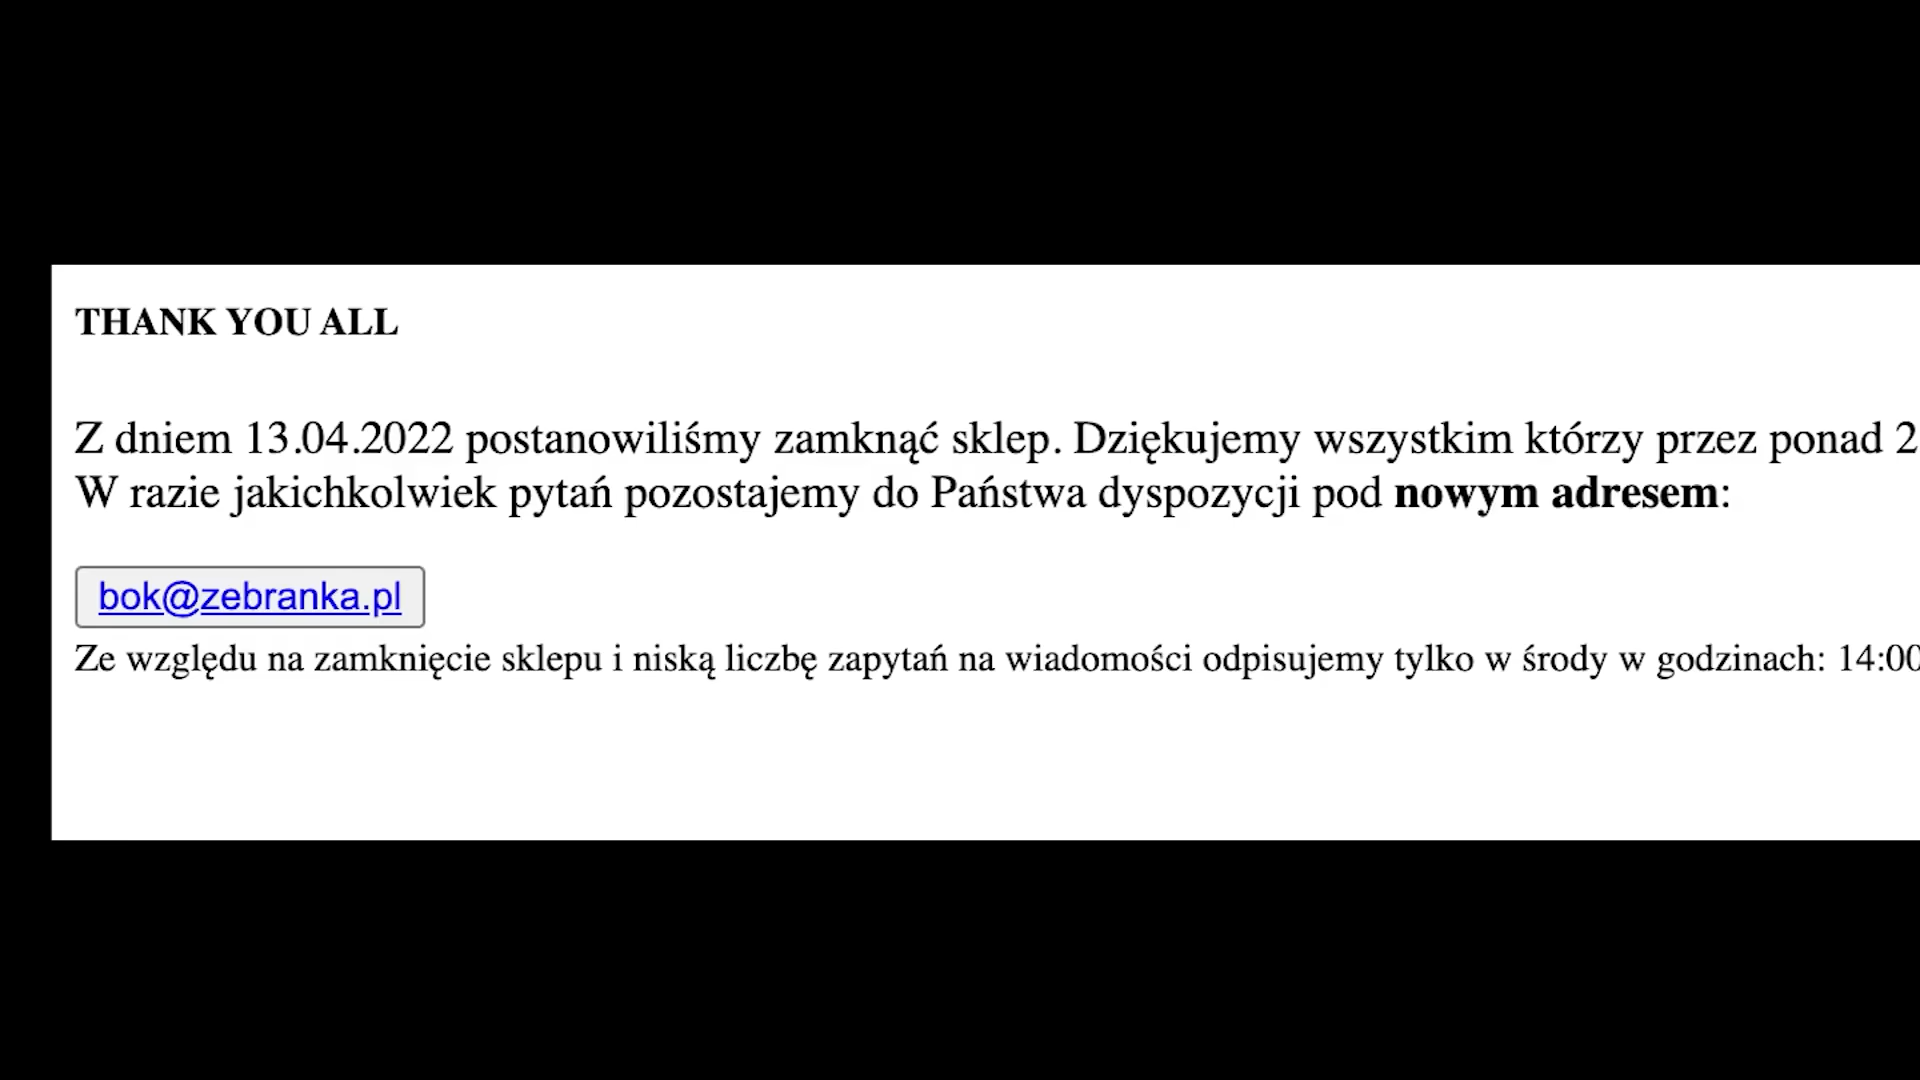 THANK YOU ALL
Z dniem 13.04.2022 postanowiliśmy zamknąć sklep. Dziękujemy wszystkim którzy przez ponad 2
W razie jakichkolwiek pytań pozostajemy do Państwa dyspozycji pod nowym adresem:
bok@zebranka.pl
Ze względu na zamknięcie sklepu i niską liczbę zapytań na wiadomości odpisujemy tylko w środy w godzinach: 14:00